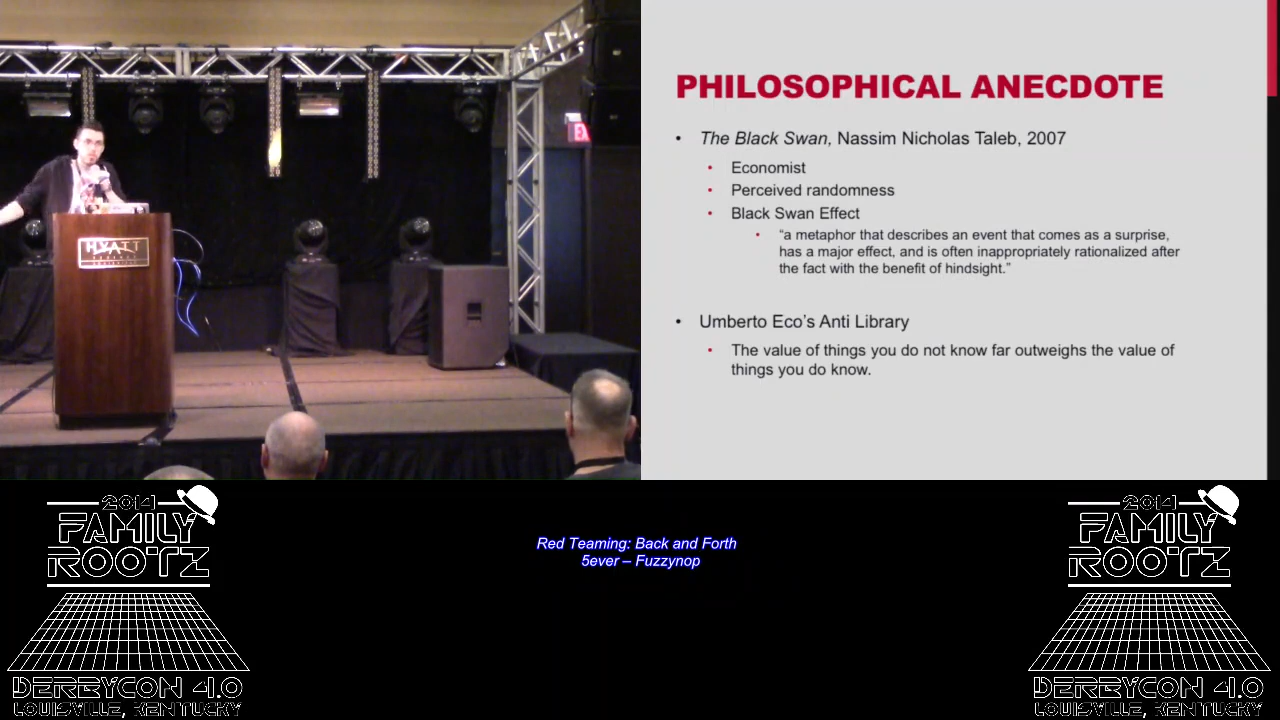 PHILOSOPHICAL ANECDOTE
• The Black Swan, Nassim Nicholas Taleb, 2007
• Economist
• Perceived randomness
• Black Swan Effect
• “a metaphor that describes an event that comes as a surprise,
has a major effect, and is often inappropriately rationalized after
the fact with the benefit of hindsight.”
• Umberto Eco’s Anti Library
• The value of things you do not know far outweighs the value of
things you do know.
HYATT
EX
2014
FAMILY
ROOTZ
DERBYCON 4.0
LOUISVILLE, KENTUCKY
Red Teaming: Back and Forth
5ever – Fuzzynop
2014
FAMILY
ROOTZ
DERBYCON 4.0
LOUISVILLE, KENTUCKY